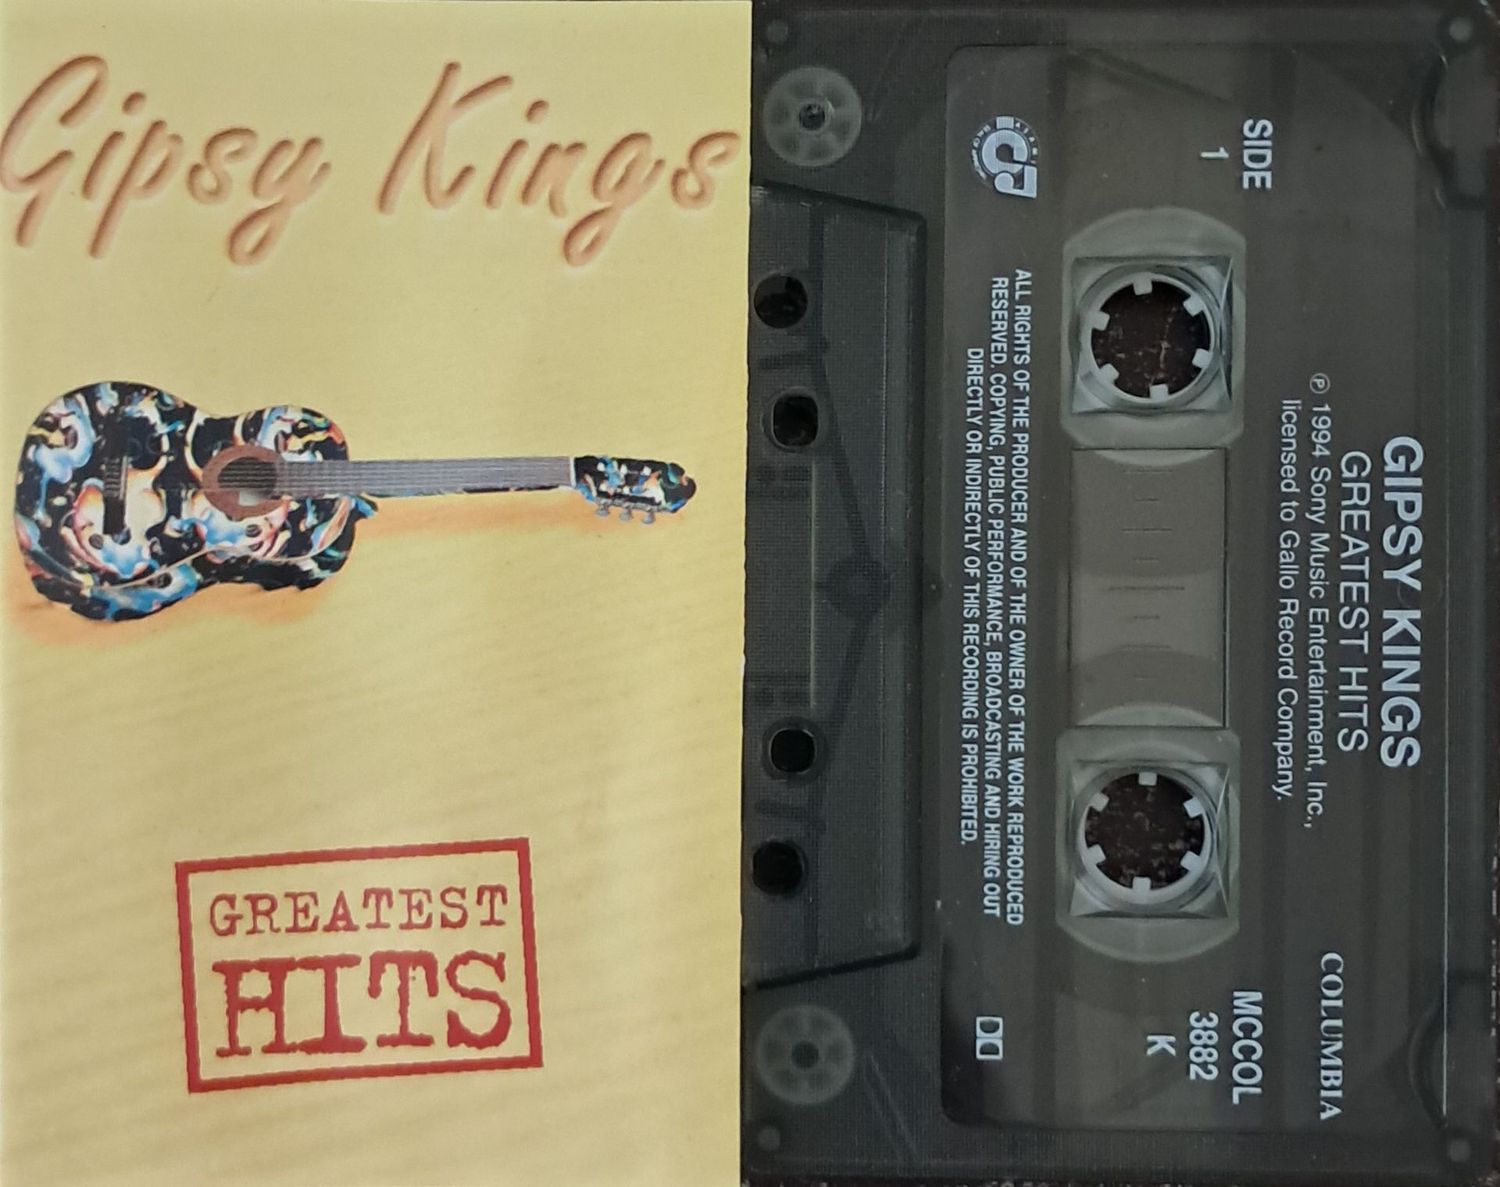 Gipsy Kings
GREATEST
HITS
GIPSY KINGS
GREATEST HITS
℗ 1994 Sony Music Entertainment, Inc.,
licensed to Gallo Record Company.
COLUMBIA
SIDE
1
MCCOL
3882
K
ALL RIGHTS OF THE PRODUCER AND OF THE OWNER OF THE WORK REPRODUCED
RESERVED. COPYING, PUBLIC PERFORMANCE, BROADCASTING AND HIRING OUT
DIRECTLY OR INDIRECTLY OF THIS RECORDING IS PROHIBITED.